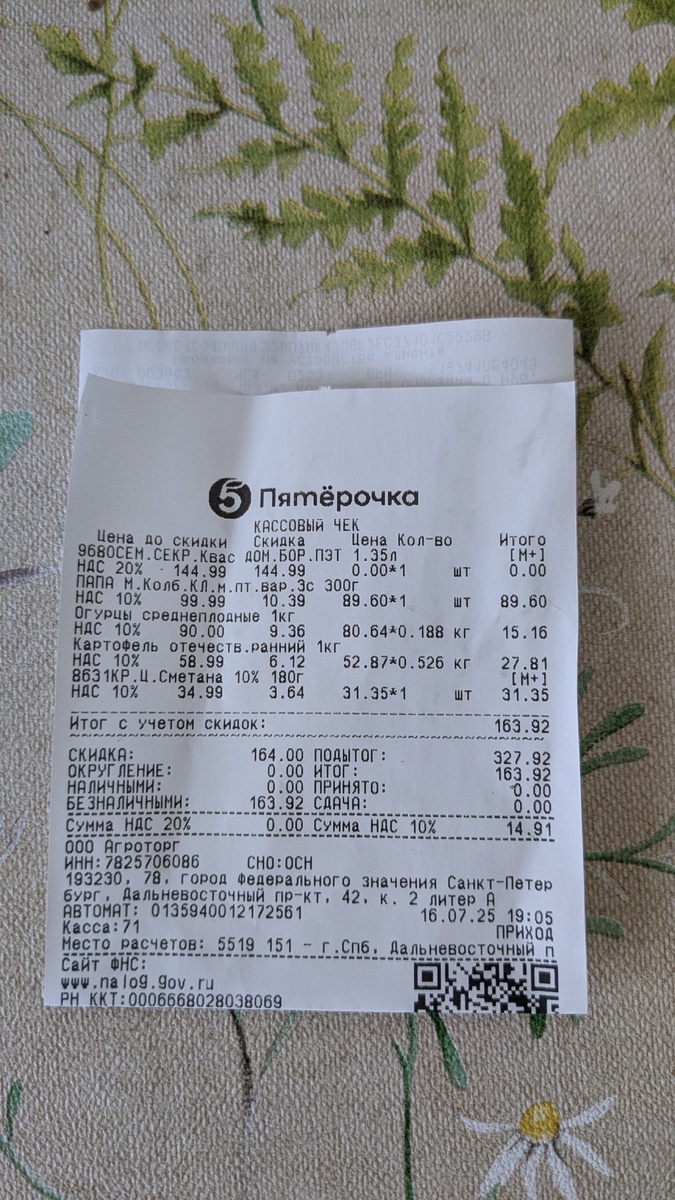 5 Пятёрочка
КАССОВЫЙ ЧЕК
Цена до скидки Скидка Цена Кол-во Итого
9680СЕМ.СЕКР.Квас ДОМ.БОР.ПЭТ 1.35л [М+]
НДС 20% 144.99 144.99 0.00*1 шт 0.00
ПАПА М.Колб.КЛ.м.пт.вар.3с 300г
НДС 10% 99.99 10.39 89.60*1 шт 89.60
Огурцы среднеплодные 1кг
НДС 10% 90.00 9.36 80.64*0.188 кг 15.16
Картофель отечеств.ранний 1кг
НДС 10% 58.99 6.12 52.87*0.526 кг 27.81
8631КР.Ц.Сметана 10% 180г [М+]
НДС 10% 34.99 3.64 31.35*1 шт 31.35
Итог с учетом скидок: 163.92
СКИДКА: 164.00 ПОДЫТОГ: 327.92
ОКРУГЛЕНИЕ: 0.00 ИТОГ: 163.92
НАЛИЧНЫМИ: 0.00 ПРИНЯТО: 0.00
БЕЗНАЛИЧНЫМИ: 163.92 СДАЧА: 0.00
Сумма НДС 20% 0.00 Сумма НДС 10% 14.91
ООО Агроторг
ИНН:7825706086 СНО:ОСН
193230, 78, город Федерального значения Санкт-Петер
бург, Дальневосточный пр-кт, 42, к. 2 литер А
АВТОМАТ: 0135940012172561 16.07.25 19:05
Касса:71 ПРИХОД
Место расчетов: 5519 151 - г.Спб, Дальневосточный п
Сайт ФНС:
www.nalog.gov.ru
РН ККТ:0006668028038069